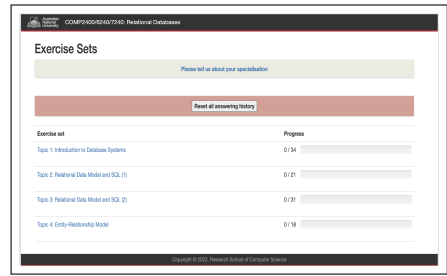 Australian
National
University
COMP2400/6240/7240: Relational Databases
Exercise Sets
Please tell us about your specialisation
Reset all answering history
Exercise set Progress
Topic 1: Introduction to Database Systems 0 / 34
Topic 2: Relational Data Model and SQL (1) 0 / 21
Topic 3: Relational Data Model and SQL (2) 0 / 31
Topic 4: Entity-Relationship Model 0 / 18
Copyright © 2022, Research School of Computer Science